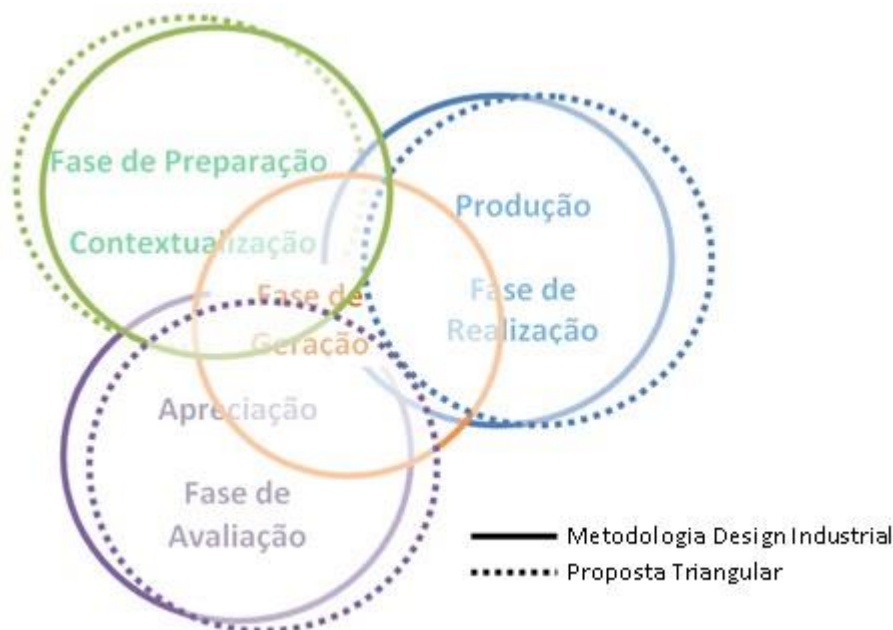 Fase de Preparação
Contextualização
Produção
Fase de
Realização
Fase de
Geração
Apreciação
Fase de
Avaliação
Metodologia Design Industrial
Proposta Triangular